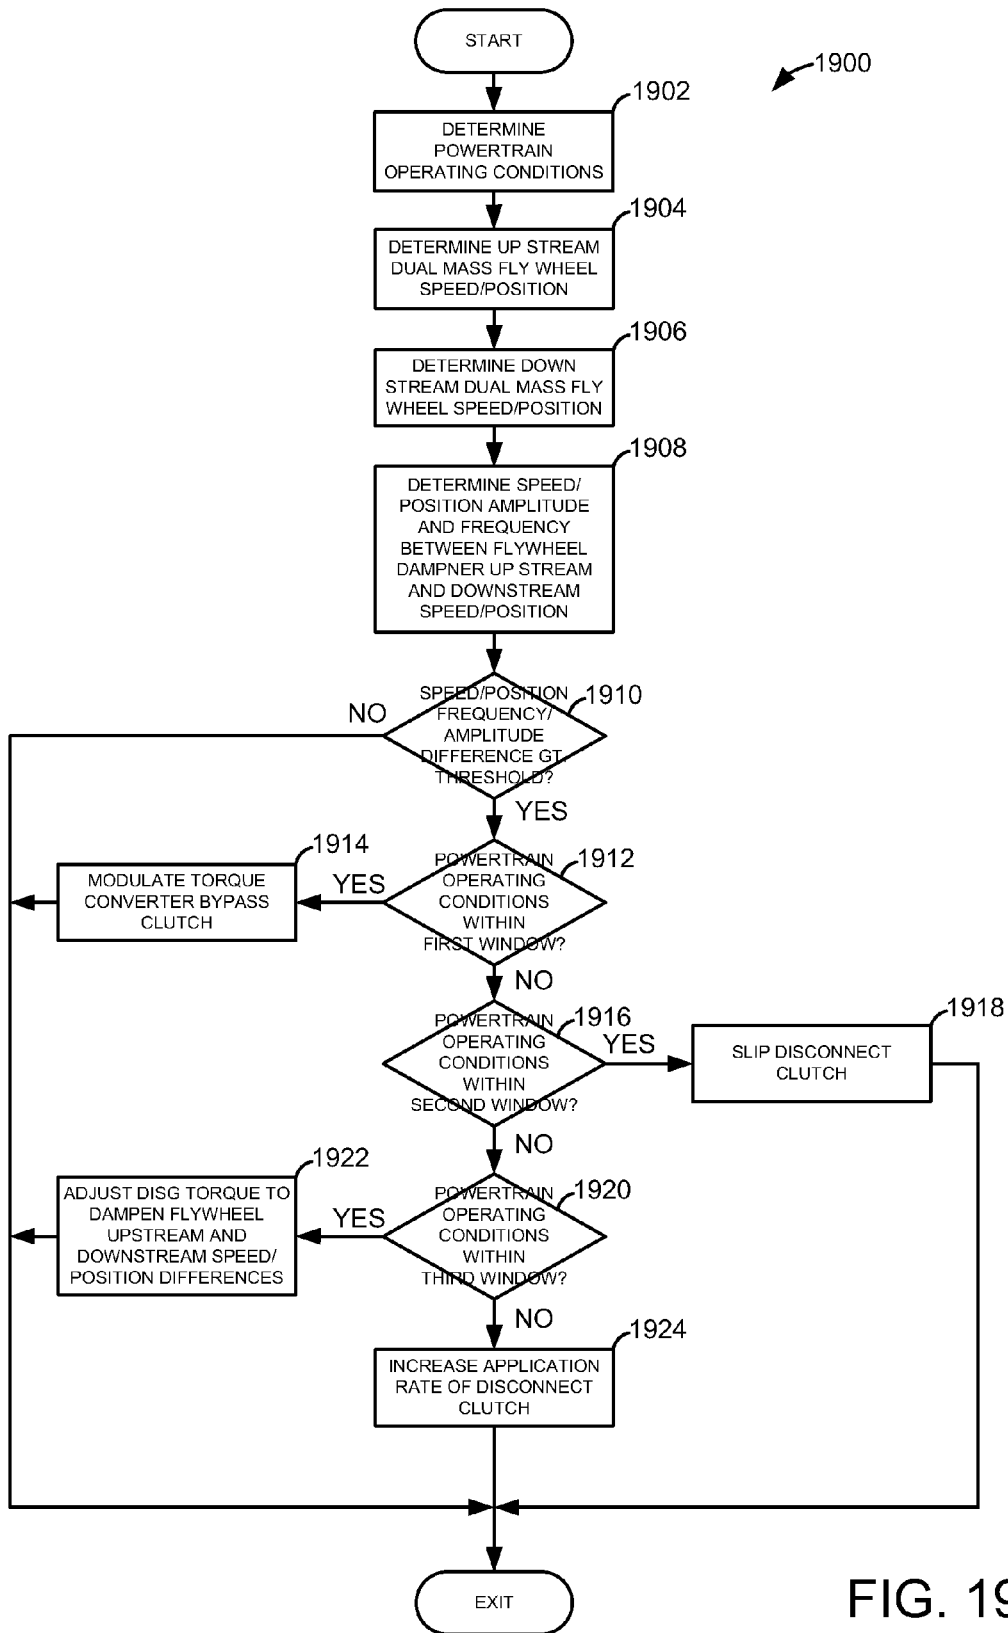 START
1900
1902
DETERMINE
POWERTRAIN
OPERATING CONDITIONS
1904
DETERMINE UP STREAM
DUAL MASS FLY WHEEL
SPEED/POSITION
1906
DETERMINE DOWN
STREAM DUAL MASS FLY
WHEEL SPEED/POSITION
1908
DETERMINE SPEED/
POSITION AMPLITUDE
AND FREQUENCY
BETWEEN FLYWHEEL
DAMPNER UP STREAM
AND DOWNSTREAM
SPEED/POSITION
1910
SPEED/POSITION
FREQUENCY/
AMPLITUDE
DIFFERENCE GT.
THRESHOLD?
NO
YES
1912
POWERTRAIN
OPERATING
CONDITIONS
WITHIN
FIRST WINDOW?
YES
1914
MODULATE TORQUE
CONVERTER BYPASS
CLUTCH
NO
1916
POWERTRAIN
OPERATING
CONDITIONS
WITHIN
SECOND WINDOW?
YES
1918
SLIP DISCONNECT
CLUTCH
NO
1920
POWERTRAIN
OPERATING
CONDITIONS
WITHIN
THIRD WINDOW?
YES
1922
ADJUST DISG TORQUE TO
DAMPEN FLYWHEEL
UPSTREAM AND
DOWNSTREAM SPEED/
POSITION DIFFERENCES
NO
1924
INCREASE APPLICATION
RATE OF DISCONNECT
CLUTCH
EXIT
FIG. 19